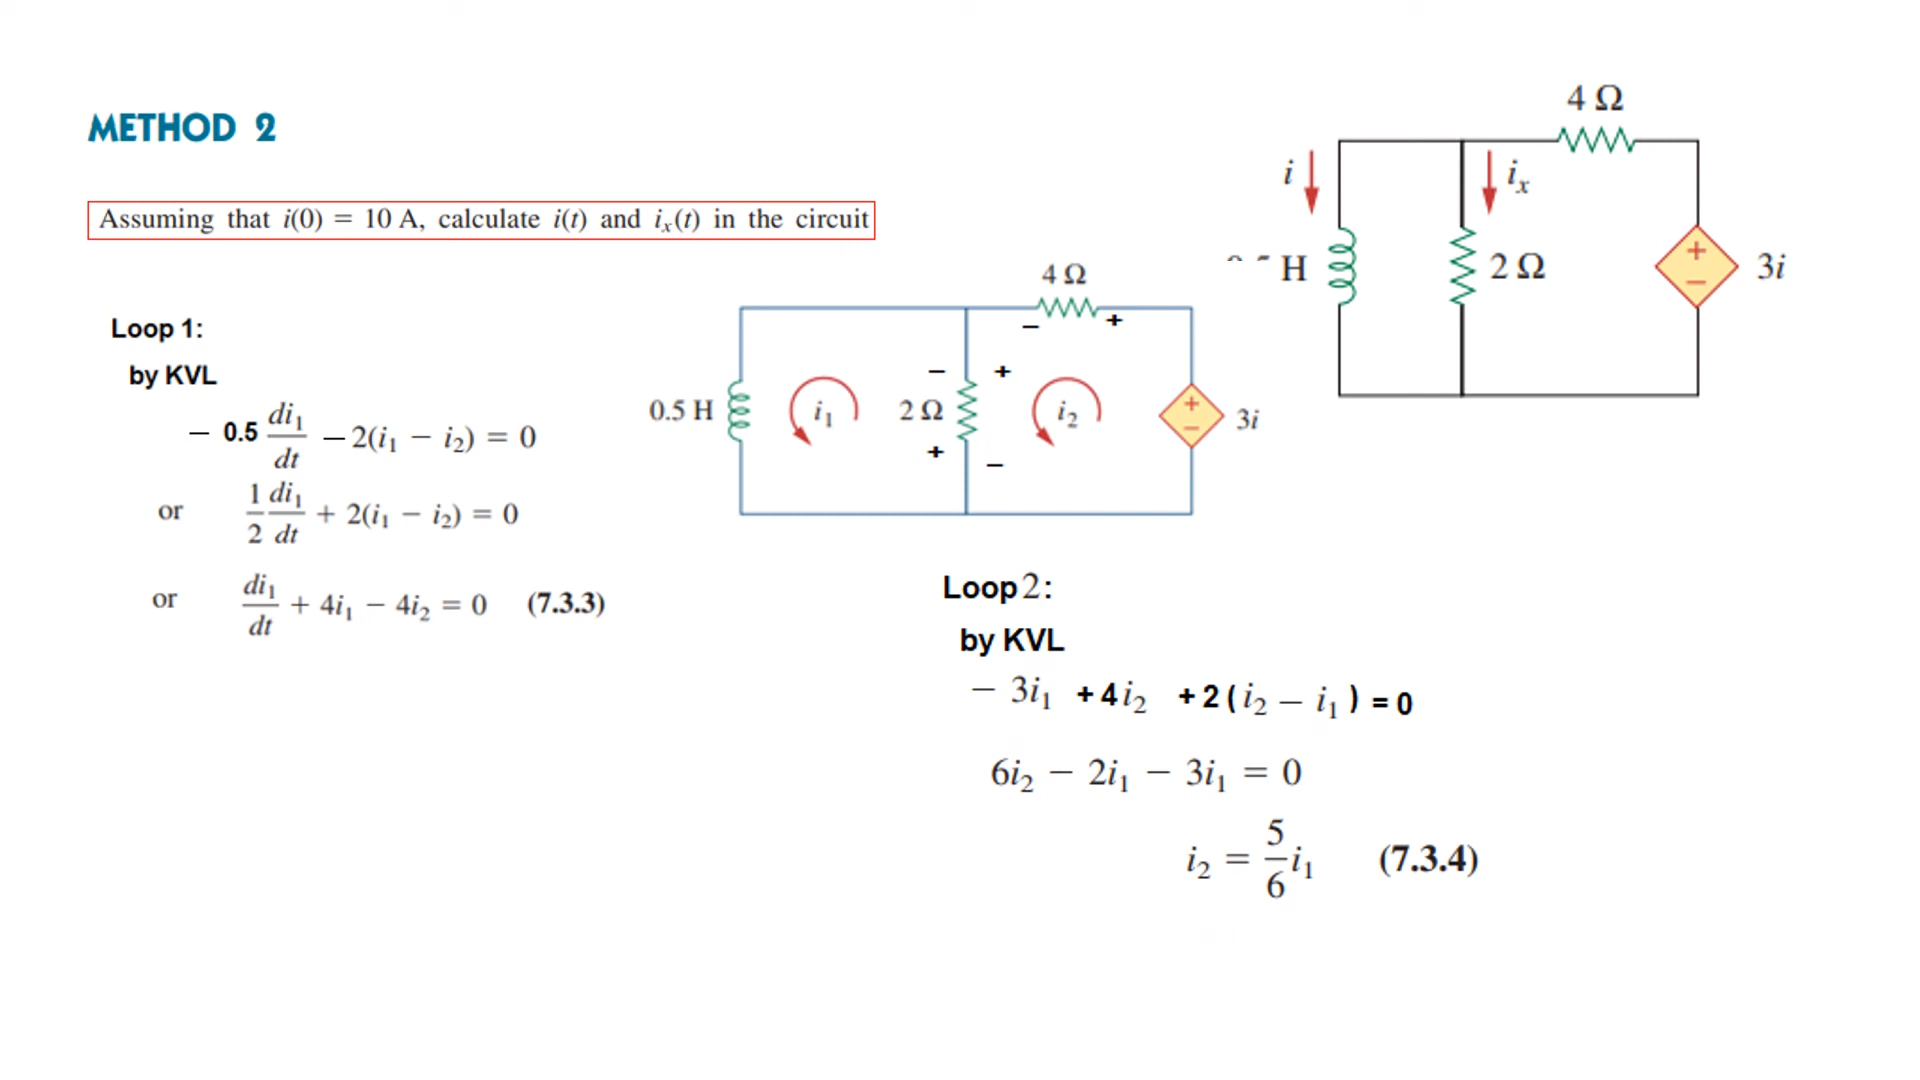 METHOD 2
Assuming that i(0) = 10 A, calculate i(t) and iₓ(t) in the circuit
Loop 1:
by KVL
− 0.5 di₁/dt − 2(i₁ − i₂) = 0
or 1/2 di₁/dt + 2(i₁ − i₂) = 0
or di₁/dt + 4i₁ − 4i₂ = 0 (7.3.3)
4 Ω
− +
0.5 H
i₁
−
2 Ω
+
+
−
i₂
+
−
3i
4 Ω
i
iₓ
H
2 Ω
+
−
3i
Loop 2:
by KVL
− 3i₁ + 4i₂ + 2(i₂ − i₁) = 0
6i₂ − 2i₁ − 3i₁ = 0
i₂ = 5/6 i₁ (7.3.4)